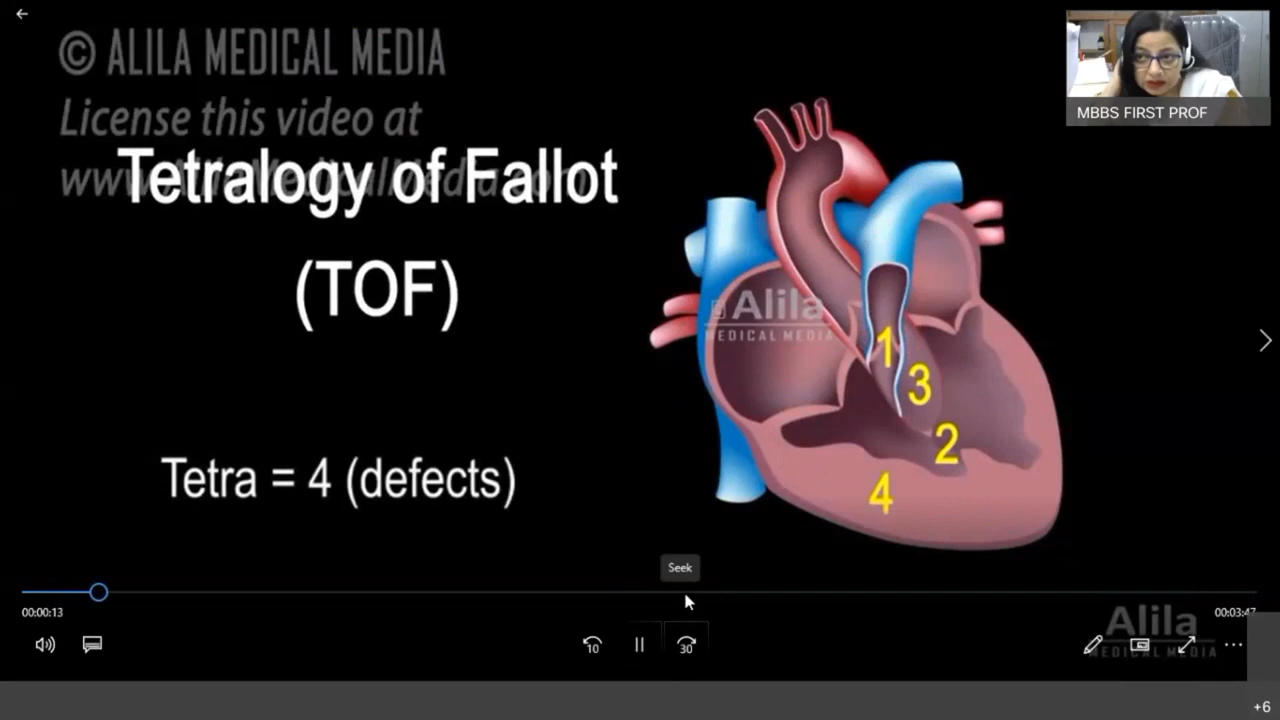 © ALILA MEDICAL MEDIA
License this video at
Tetralogy of Fallot
(TOF)
Tetra = 4 (defects)
Alila
MEDICAL MEDIA
1
3
2
4
MBBS FIRST PROF
Seek
00:00:13
00:03:47
10
30
Alila
MEDICAL MEDIA
+6